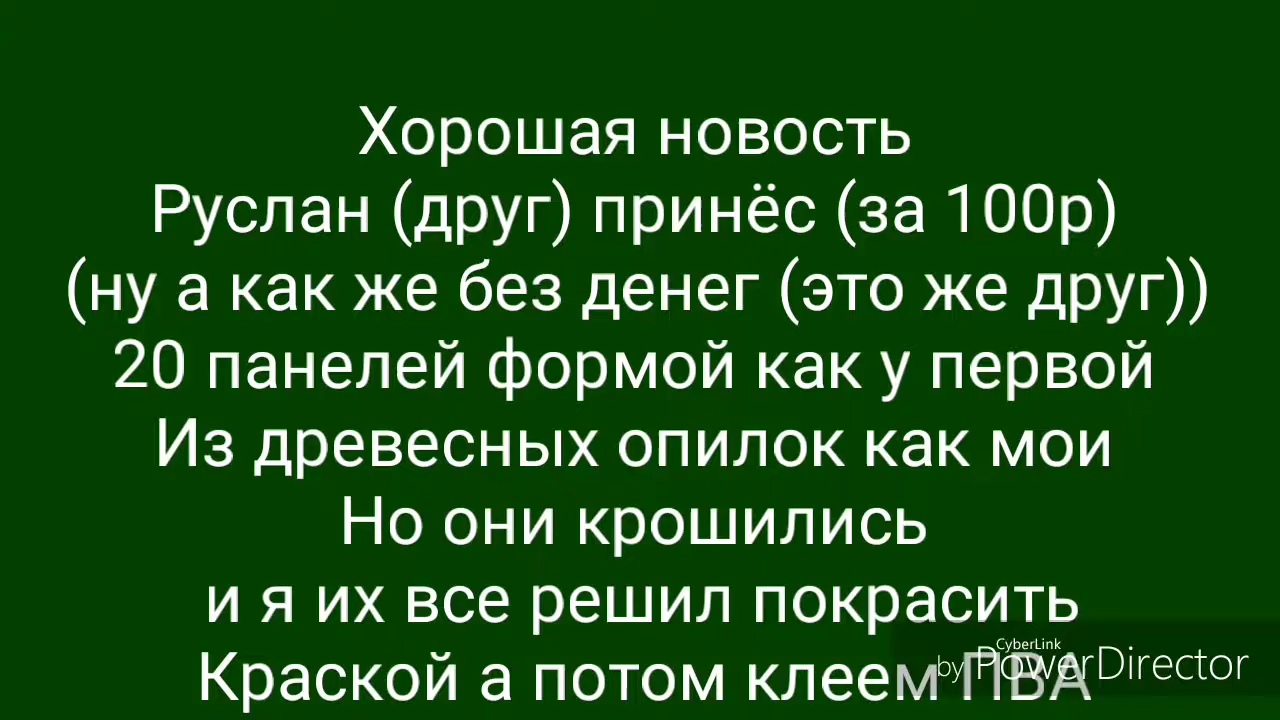 Хорошая новость
Руслан (друг) принёс (за 100р)
(ну а как же без денег (это же друг))
20 панелей формой как у первой
Из древесных опилок как мои
Но они крошились
и я их все решил покрасить
Краской а потом клеем ПВА
CyberLink
by PowerDirector